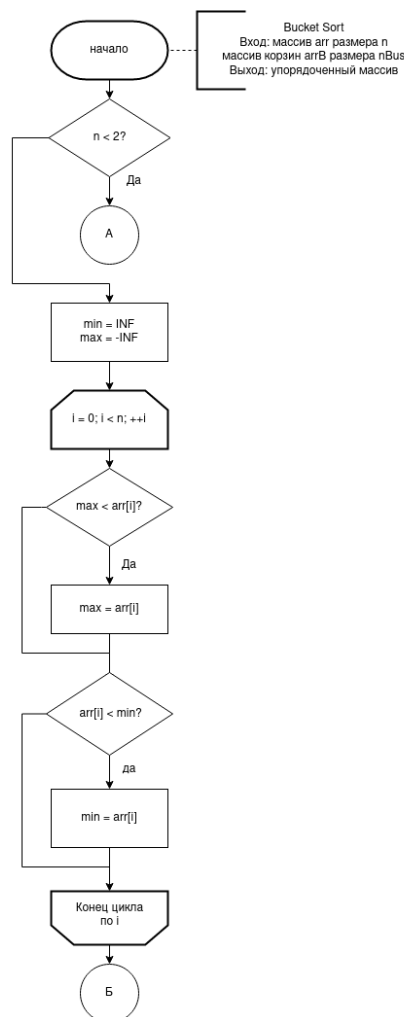 начало
Bucket Sort
Вход: массив arr размера n
массив корзин arrB размера nBus
Выход: упорядоченный массив
n < 2?
Да
А
min = INF
max = -INF
i = 0; i < n; ++i
max < arr[i]?
Да
max = arr[i]
arr[i] < min?
да
min = arr[i]
Конец цикла
по i
Б